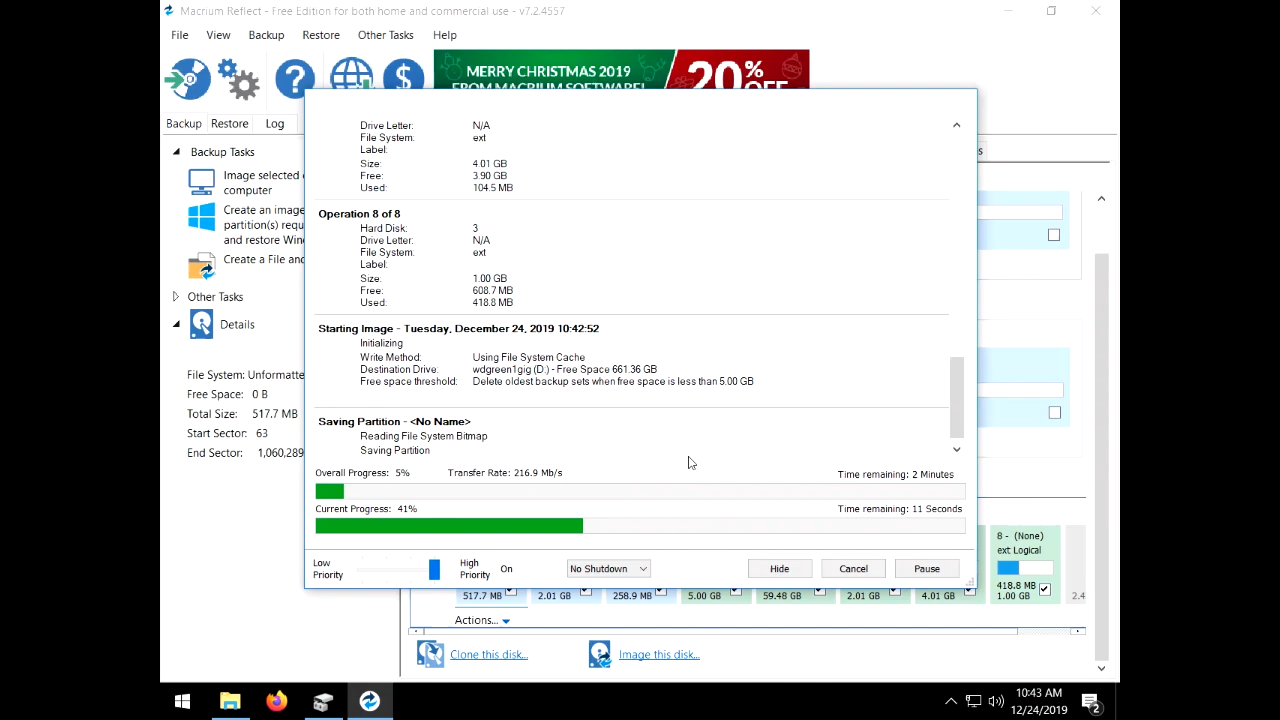 Macrium Reflect - Free Edition for both home and commercial use - v7.2.4557
File View Backup Restore Other Tasks Help
MERRY CHRISTMAS 2019
FROM MACRIUM SOFTWARE!
20% OFF
Backup Restore Log
Backup Tasks
Image selected
computer
Create an image
partition(s) requ
and restore Win
Create a File and
Other Tasks
Details
File System: Unformatte
Free Space: 0 B
Total Size: 517.7 MB
Start Sector: 63
End Sector: 1,060,289
Drive Letter: N/A
File System: ext
Label:
Size: 4.01 GB
Free: 3.90 GB
Used: 104.5 MB
Operation 8 of 8
Hard Disk: 3
Drive Letter: N/A
File System: ext
Label:
Size: 1.00 GB
Free: 608.7 MB
Used: 418.8 MB
Starting Image - Tuesday, December 24, 2019 10:42:52
Initializing
Write Method: Using File System Cache
Destination Drive: wdgreen1gig (D:) - Free Space 661.36 GB
Free space threshold: Delete oldest backup sets when free space is less than 5.00 GB
Saving Partition - <No Name>
Reading File System Bitmap
Saving Partition
Overall Progress: 5% Transfer Rate: 216.9 Mb/s Time remaining: 2 Minutes
Current Progress: 41% Time remaining: 11 Seconds
Low Priority High Priority On No Shutdown Hide Cancel Pause
8 - (None)
ext Logical
418.8 MB
517.7 MB 2.01 GB 258.9 MB 5.00 GB 59.48 GB 2.01 GB 4.01 GB 1.00 GB 2.4
Actions...
Clone this disk... Image this disk...
10:43 AM
12/24/2019
2